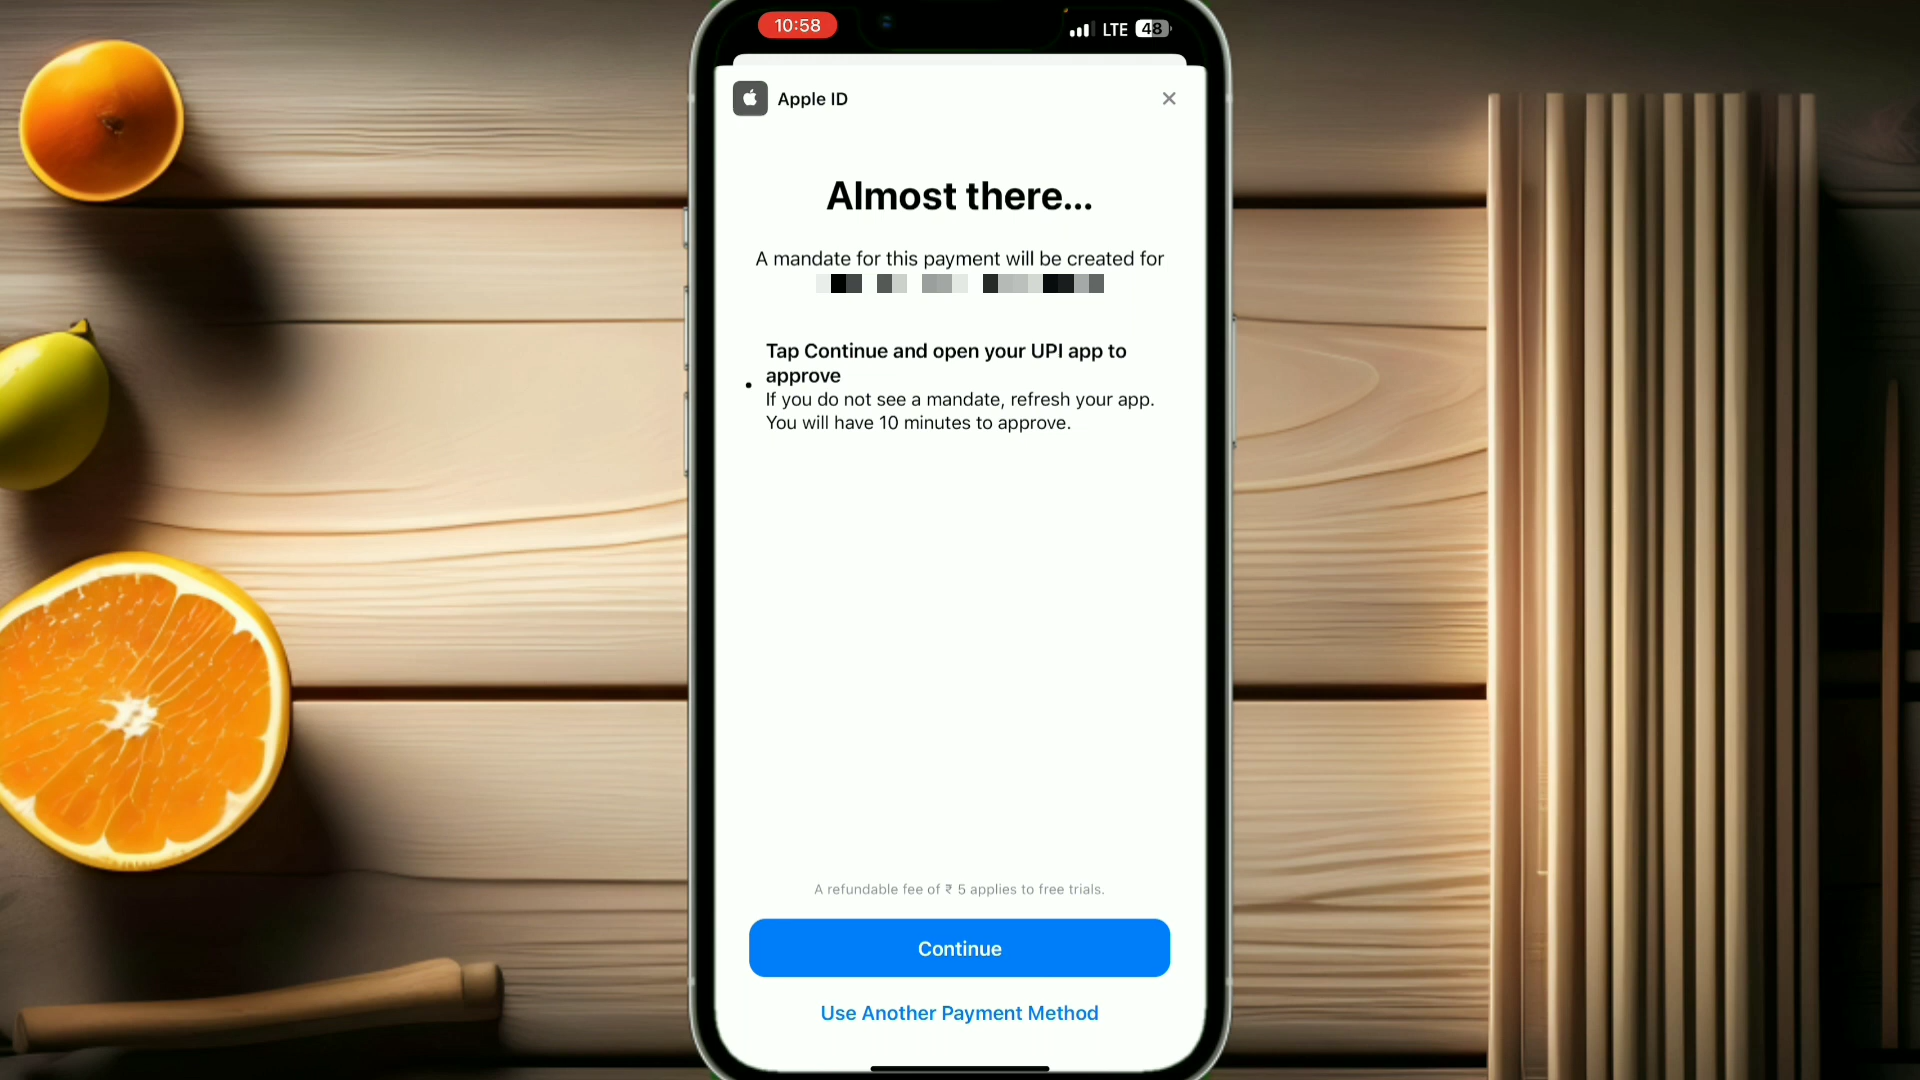 10:58
LTE 48
Apple ID
Almost there...
A mandate for this payment will be created for
Tap Continue and open your UPI app to
approve
If you do not see a mandate, refresh your app.
You will have 10 minutes to approve.
A refundable fee of ₹ 5 applies to free trials.
Continue
Use Another Payment Method